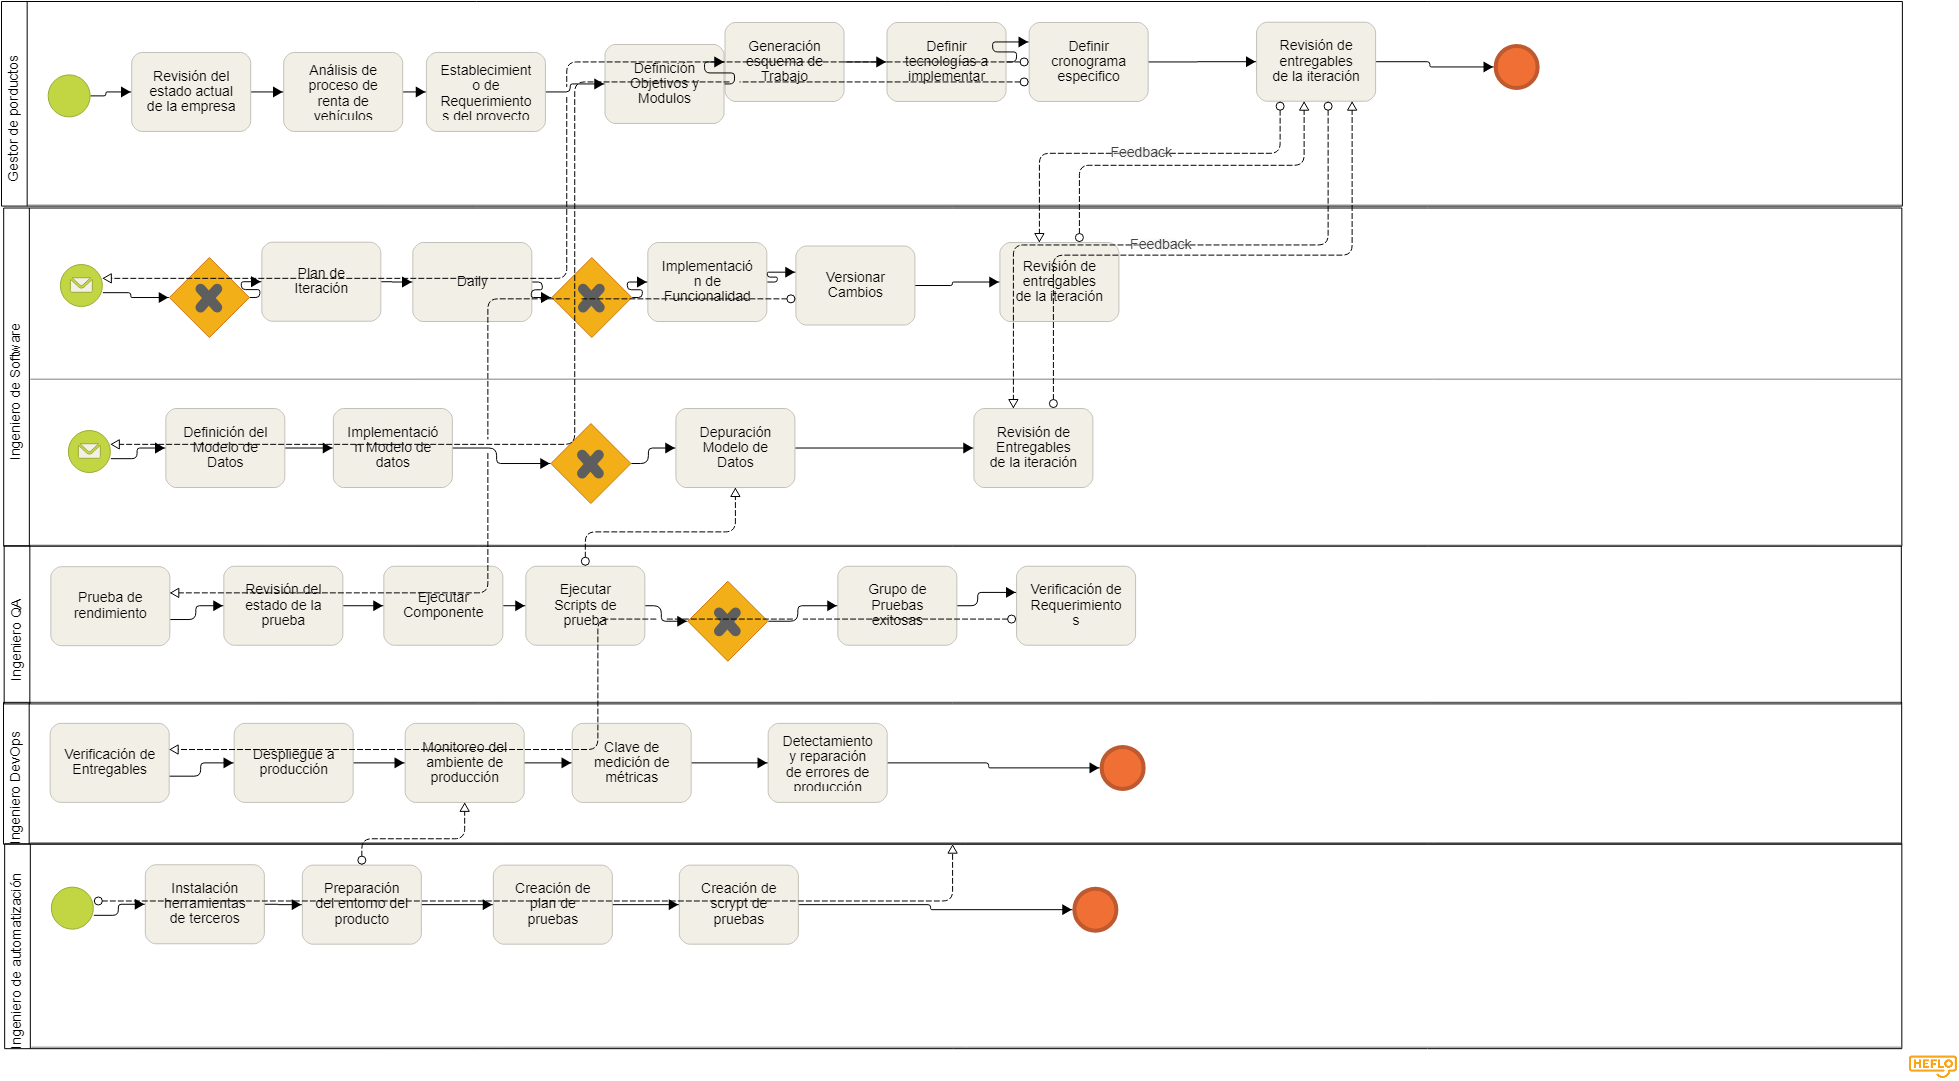 Gestor de porductos
Revisión del
estado actual
de la empresa
Análisis de
proceso de
renta de
vehículos
Establecimient
o de
Requerimiento
s del proyecto
Definición
Objetivos y
Modulos
Generación
esquema de
Trabajo
Definir
tecnologías a
implementar
Definir
cronograma
especifico
Revisión de
entregables
de la iteración
Feedback
Feedback
Ingeniero de Software
Plan de
Iteración
Daily
Implementació
n de
Funcionalidad
Versionar
Cambios
Revisión de
entregables
de la iteración
Definición del
Modelo de
Datos
Implementació
n Modelo de
datos
Depuración
Modelo de
Datos
Revisión de
Entregables
de la iteración
Ingeniero QA
Prueba de
rendimiento
Revisión del
estado de la
prueba
Ejecutar
Componente
Ejecutar
Scripts de
prueba
Grupo de
Pruebas
exitosas
Verificación de
Requerimiento
s
Ingeniero DevOps
Verificación de
Entregables
Despliegue a
producción
Monitoreo del
ambiente de
producción
Clave de
medición de
métricas
Detectamiento
y reparación
de errores de
producción
Ingeniero de automatización
Instalación
herramientas
de terceros
Preparación
del entorno del
producto
Creación de
plan de
pruebas
Creación de
scrypt de
pruebas
HEFLO